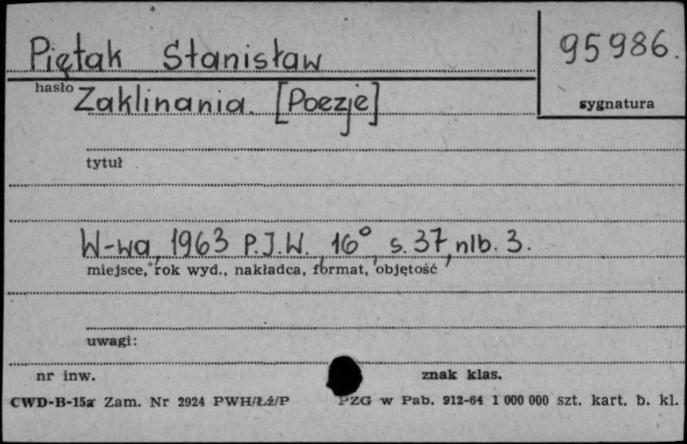 Piętak Stanisław
95986.
hasło
Zaklinania. [Poezje]
sygnatura
tytuł
W-wa, 1963 P.J.W. 16°, s. 37, nlb. 3.
miejsce, rok wyd., nakładca, format, objętość
uwagi:
nr inw.
znak klas.
CWD-B-15a Zam. Nr 2924 PWH/Łź/P PZG w Pab. 912-64 1 000 000 szt. kart. b. kl.